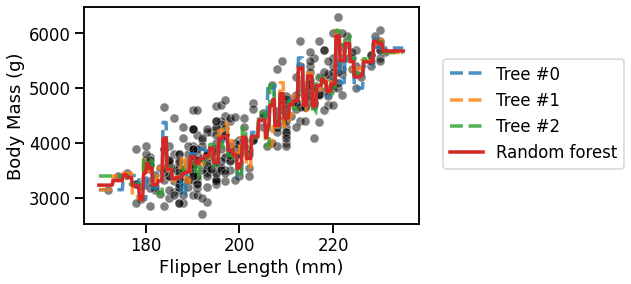 6000
5000
4000
3000
Body Mass (g)
180
200
220
Flipper Length (mm)
Tree #0
Tree #1
Tree #2
Random forest